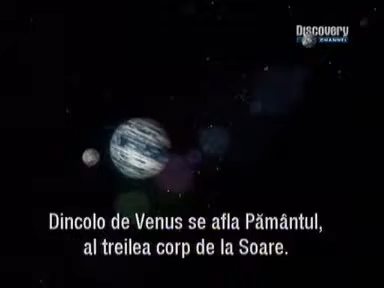 Discovery
CHANNEL
Dincolo de Venus se afla Pământul,
al treilea corp de la Soare.